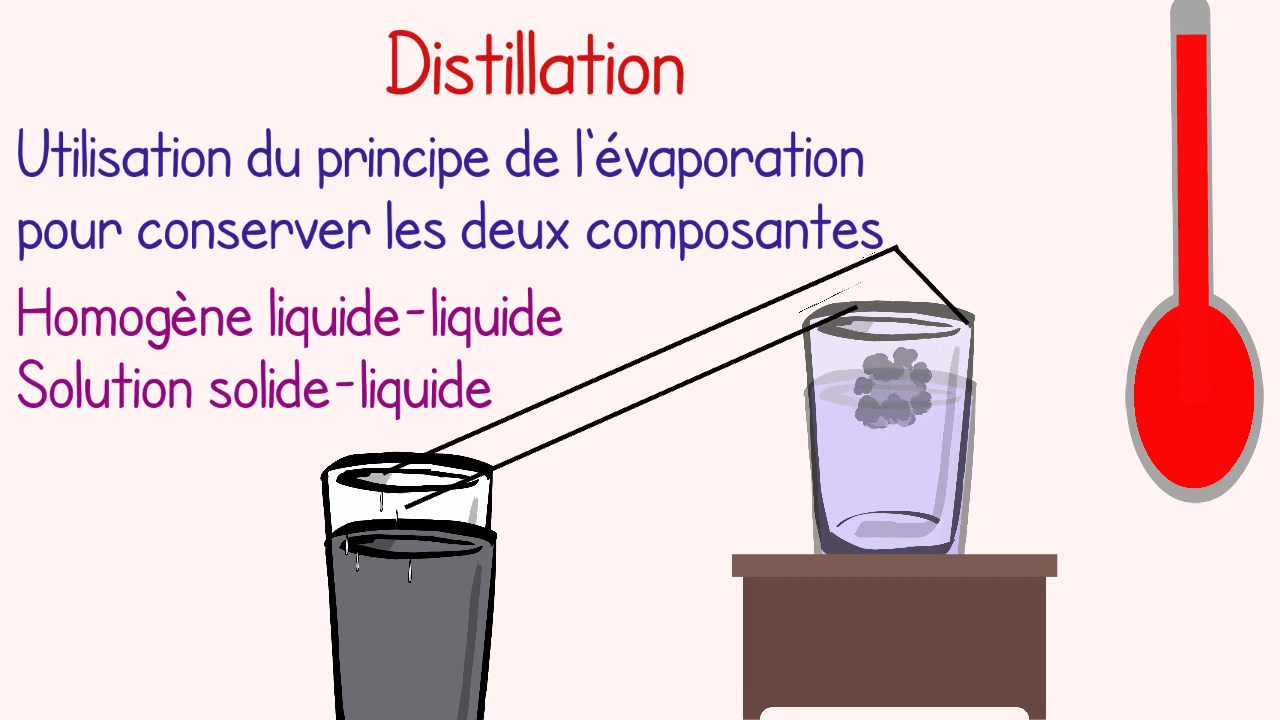 Distillation
Utilisation du principe de l'évaporation
pour conserver les deux composantes
Homogène liquide-liquide
Solution solide-liquide